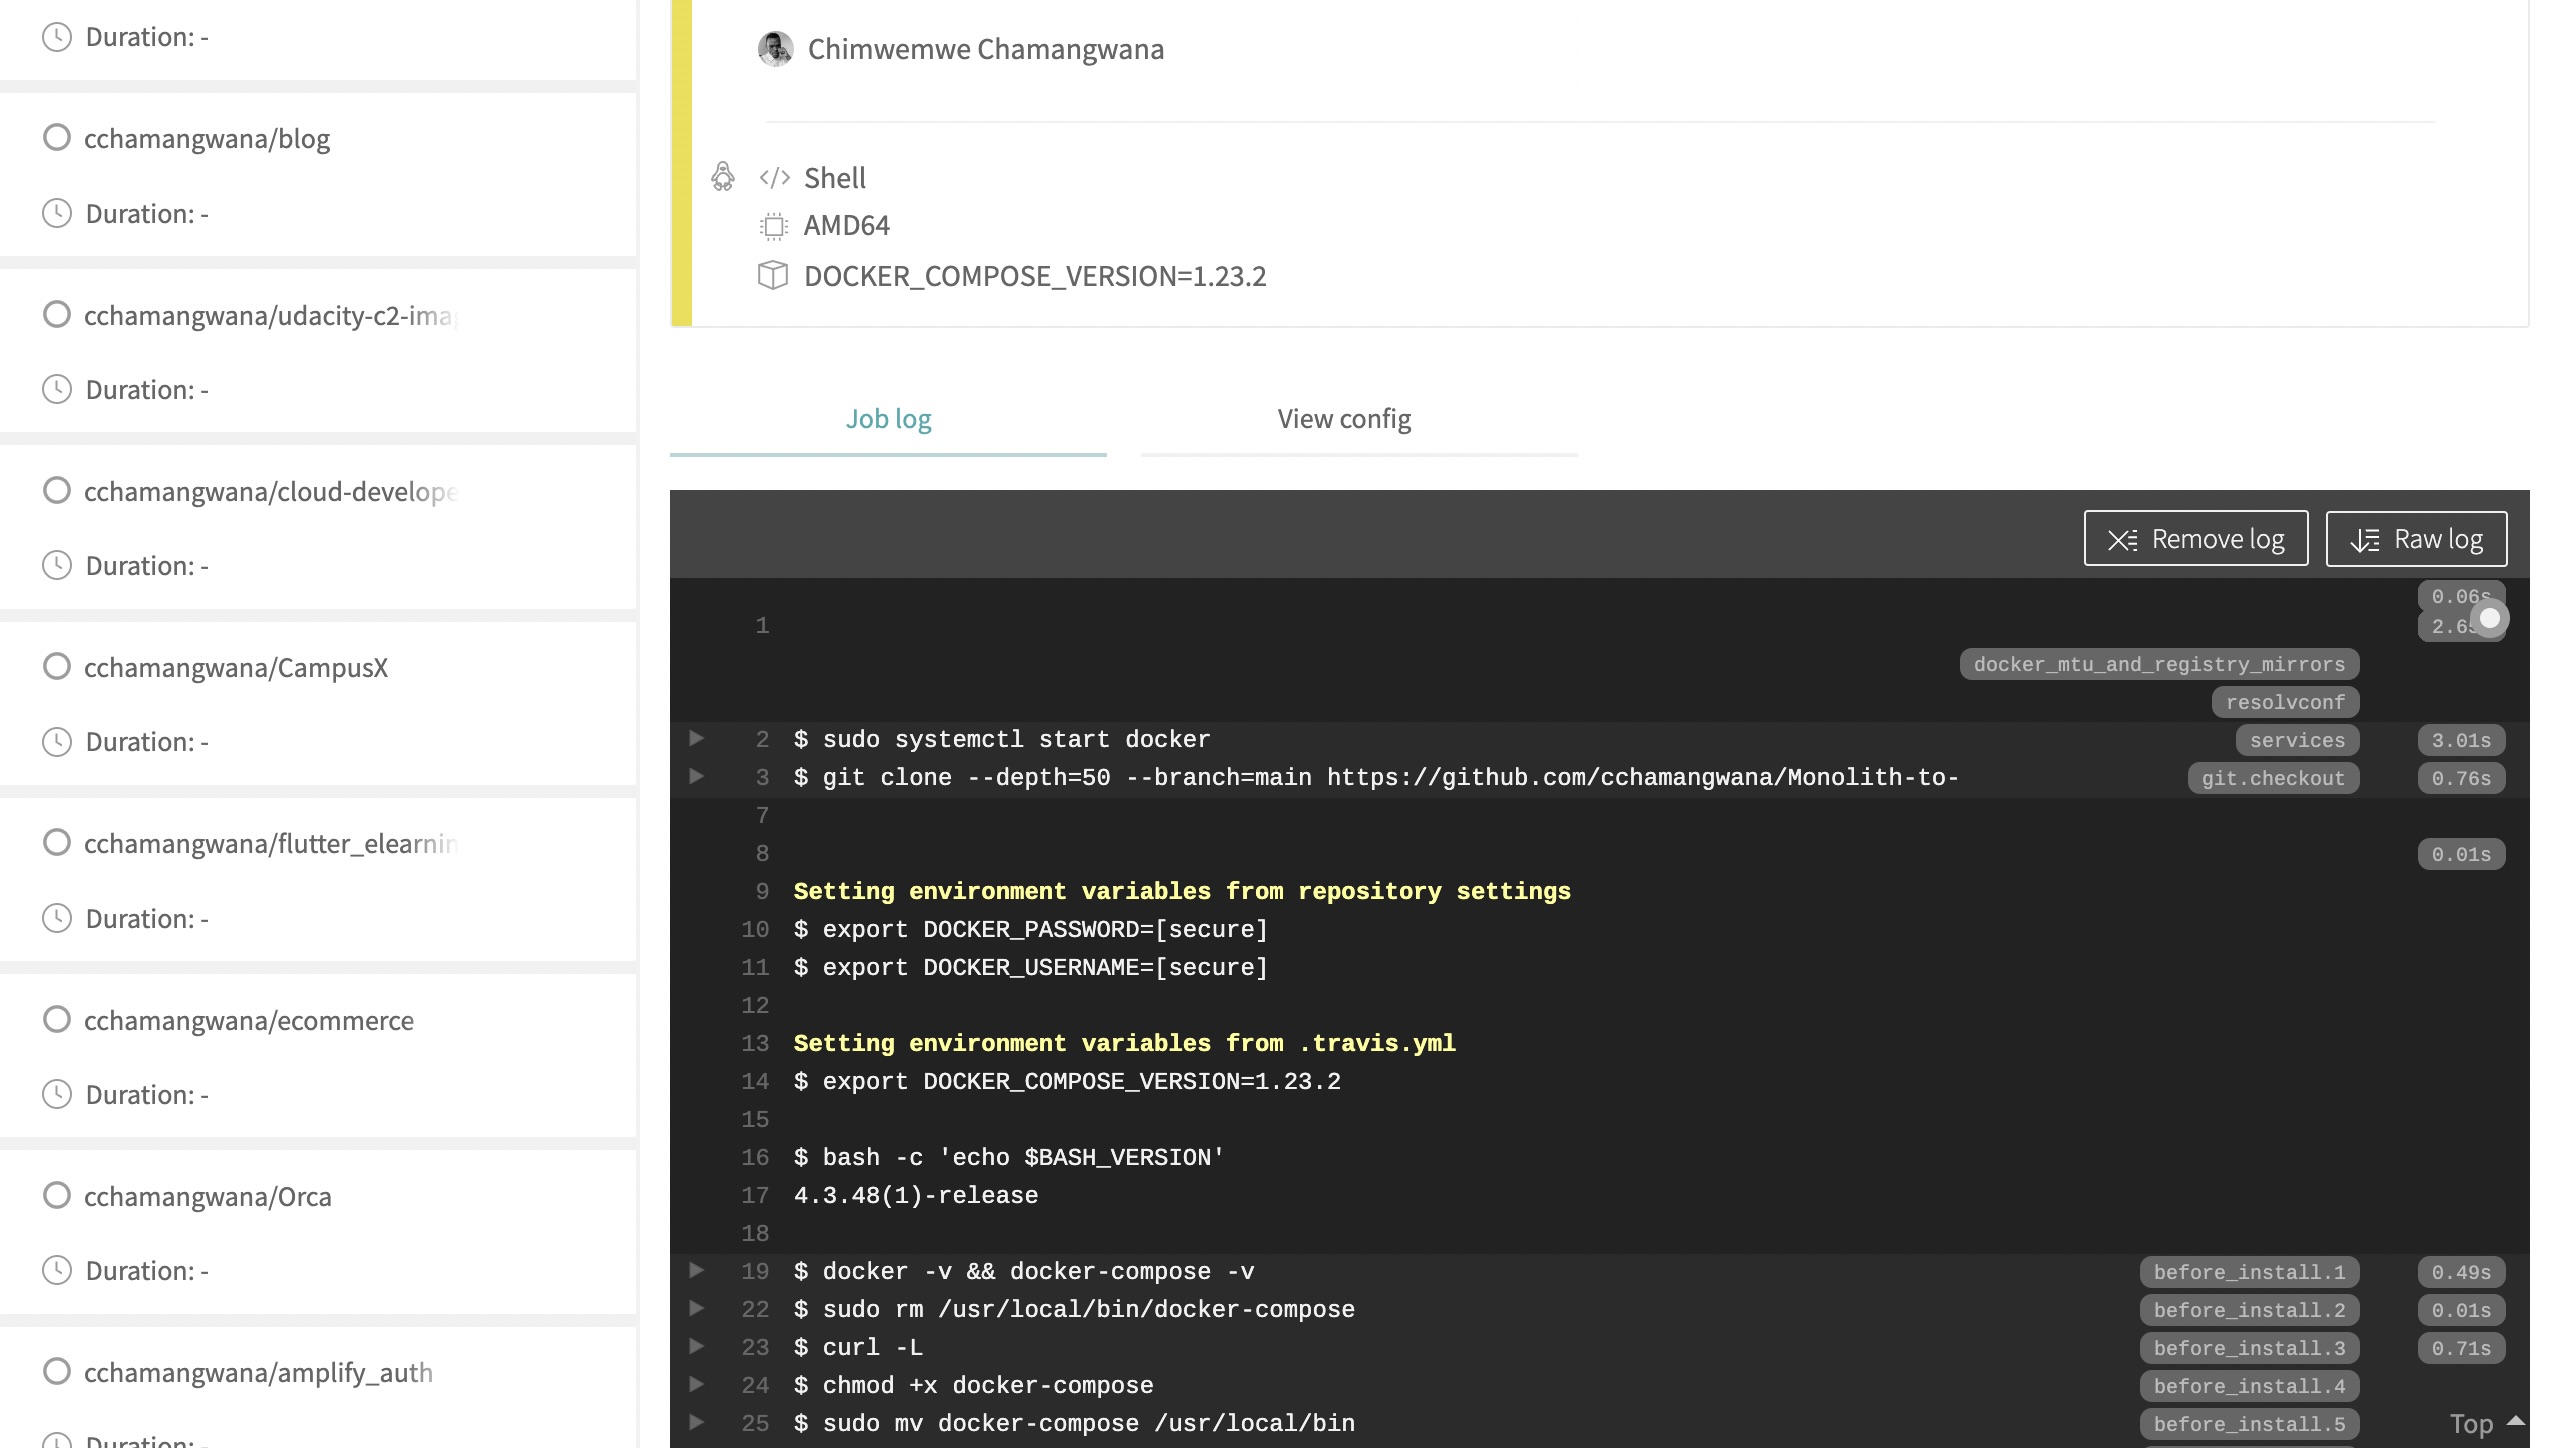 Duration: -
cchamangwana/blog
Duration: -
cchamangwana/udacity-c2-ima
Duration: -
cchamangwana/cloud-develope
Duration: -
cchamangwana/CampusX
Duration: -
cchamangwana/flutter_elearnin
Duration: -
cchamangwana/ecommerce
Duration: -
cchamangwana/Orca
Duration: -
cchamangwana/amplify_auth
Chimwemwe Chamangwana
</> Shell
AMD64
DOCKER_COMPOSE_VERSION=1.23.2
Job log View config
Remove log Raw log
0.06s
1
docker_mtu_and_registry_mirrors
resolvconf
2 $ sudo systemctl start docker services 3.01s
3 $ git clone --depth=50 --branch=main https://github.com/cchamangwana/Monolith-to- git.checkout 0.76s
7
8 0.01s
9 Setting environment variables from repository settings
10 $ export DOCKER_PASSWORD=[secure]
11 $ export DOCKER_USERNAME=[secure]
12
13 Setting environment variables from .travis.yml
14 $ export DOCKER_COMPOSE_VERSION=1.23.2
15
16 $ bash -c 'echo $BASH_VERSION'
17 4.3.48(1)-release
18
19 $ docker -v && docker-compose -v before_install.1 0.49s
22 $ sudo rm /usr/local/bin/docker-compose before_install.2 0.01s
23 $ curl -L before_install.3 0.71s
24 $ chmod +x docker-compose before_install.4
25 $ sudo mv docker-compose /usr/local/bin before_install.5
Top